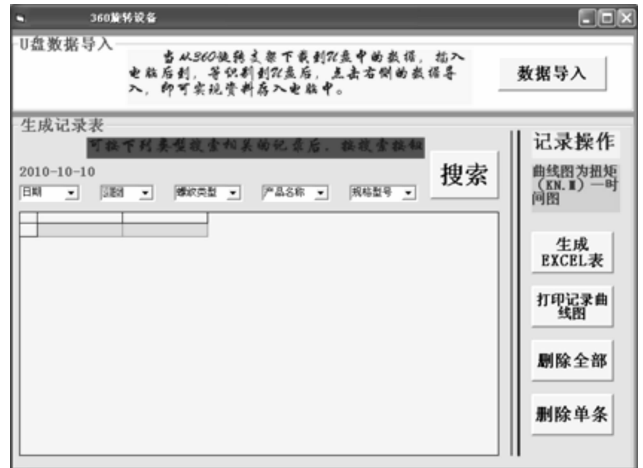 360旋转设备
U盘数据导入
当从360旋转支架下载到U盘中的数据，插入
电脑后到，等识别到U盘后，点击右侧的数据导
入，即可实现资料存入电脑中。
数据导入
生成记录表
可按下列类型搜索相关的记录后，按搜索按钮
2010-10-10
搜索
日期
螺纹类型
产品名称
规格型号
记录操作
曲线图为扭矩
（KN.M）—时
间图
生成
EXCEL表
打印记录曲
线图
删除全部
删除单条